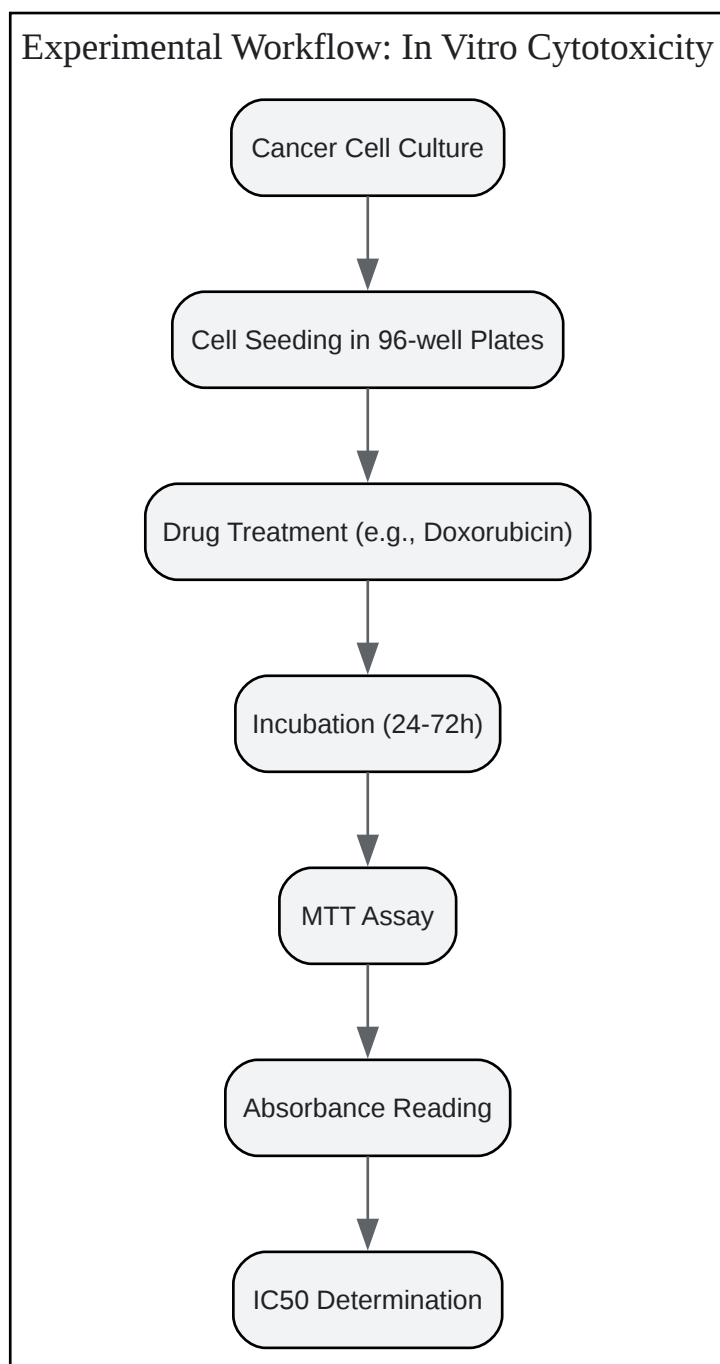 Experimental Workflow: In Vitro Cytotoxicity
Cancer Cell Culture
Cell Seeding in 96-well Plates
Drug Treatment (e.g., Doxorubicin)
Incubation (24-72h)
MTT Assay
Absorbance Reading
IC50 Determination